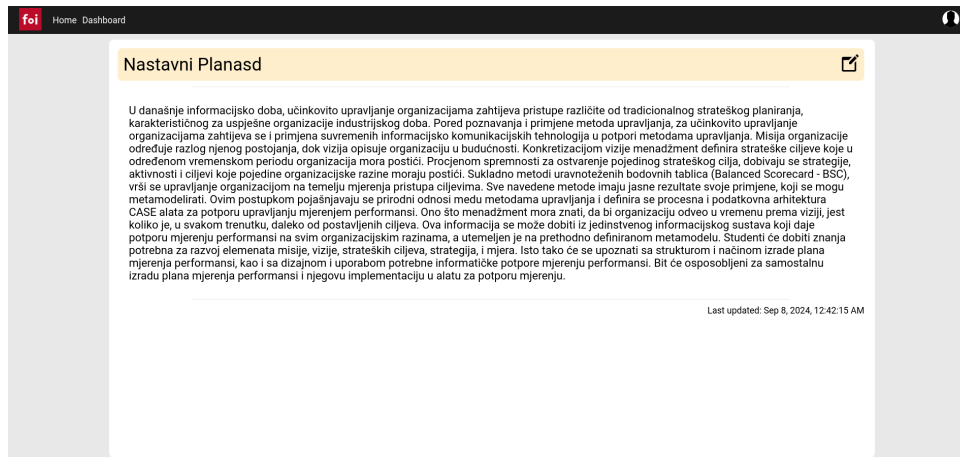 foi Home Dashboard
Nastavni Planasd
U današnje informacijsko doba, učinkovito upravljanje organizacijama zahtijeva pristupe različite od tradicionalnog strateškog planiranja,
karakterističnog za uspješne organizacije industrijskog doba. Pored poznavanja i primjene metoda upravljanja, za učinkovito upravljanje
organizacijama zahtijeva se i primjena suvremenih informacijsko komunikacijskih tehnologija u potpori metodama upravljanja. Misija organizacije
određuje razlog njenog postojanja, dok vizija opisuje organizaciju u budućnosti. Konkretizacijom vizije menadžment definira strateške ciljeve koje u
određenom vremenskom periodu organizacija mora postići. Procjenom spremnosti za ostvarenje pojedinog strateškog cilja, dobivaju se strategije,
aktivnosti i ciljevi koje pojedine organizacijske razine moraju postići. Sukladno metodi uravnoteženih bodovnih tablica (Balanced Scorecard - BSC),
vrši se upravljanje organizacijom na temelju mjerenja pristupa ciljevima. Sve navedene metode imaju jasne rezultate svoje primjene, koji se mogu
metamodelirati. Ovim postupkom pojašnjavaju se prirodni odnosi medu metodama upravljanja i definira se procesna i podatkovna arhitektura
CASE alata za potporu upravljanju mjerenjem performansi. Ono što menadžment mora znati, da bi organizaciju odveo u vremenu prema viziji, jest
koliko je, u svakom trenutku, daleko od postavljenih ciljeva. Ova informacija se može dobiti iz jedinstvenog informacijskog sustava koji daje
potporu mjerenju performansi na svim organizacijskim razinama, a utemeljen je na prethodno definiranom metamodelu. Studenti će dobiti znanja
potrebna za razvoj elemenata misije, vizije, strateških ciljeva, strategija, i mjera. Isto tako će se upoznati sa strukturom i načinom izrade plana
mjerenja performansi, kao i sa dizajnom i uporabom potrebne informatičke potpore mjerenju performansi. Bit će osposobljeni za samostalnu
izradu plana mjerenja performansi i njegovu implementaciju u alatu za potporu mjerenju.
Last updated: Sep 8, 2024, 12:42:15 AM